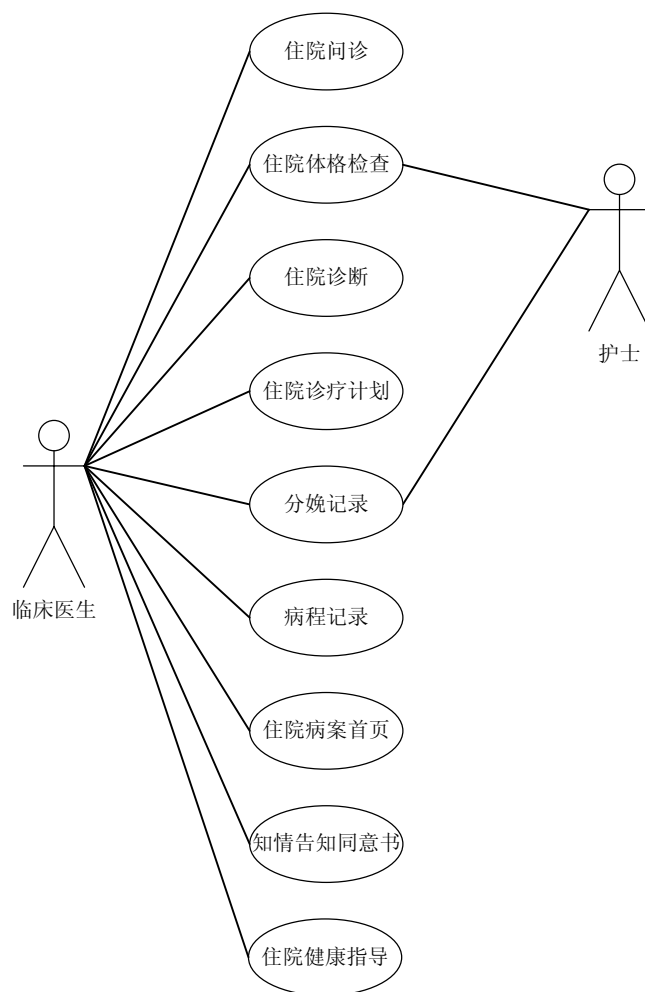 住院问诊
住院体格检查
住院诊断
护士
住院诊疗计划
分娩记录
临床医生
病程记录
住院病案首页
知情告知同意书
住院健康指导